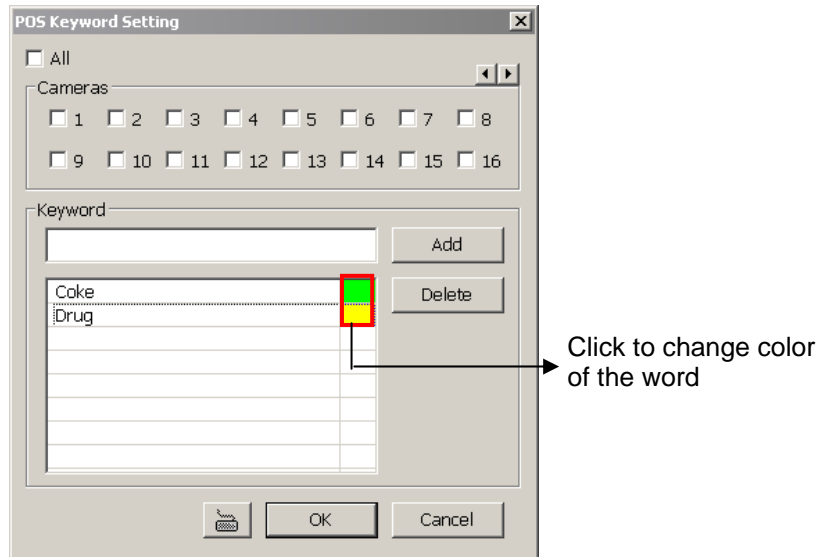 POS Keyword Setting
All
Cameras
1 2 3 4 5 6 7 8
9 10 11 12 13 14 15 16
Keyword
Add
Coke
Delete
Drug
Click to change color
of the word
OK
Cancel